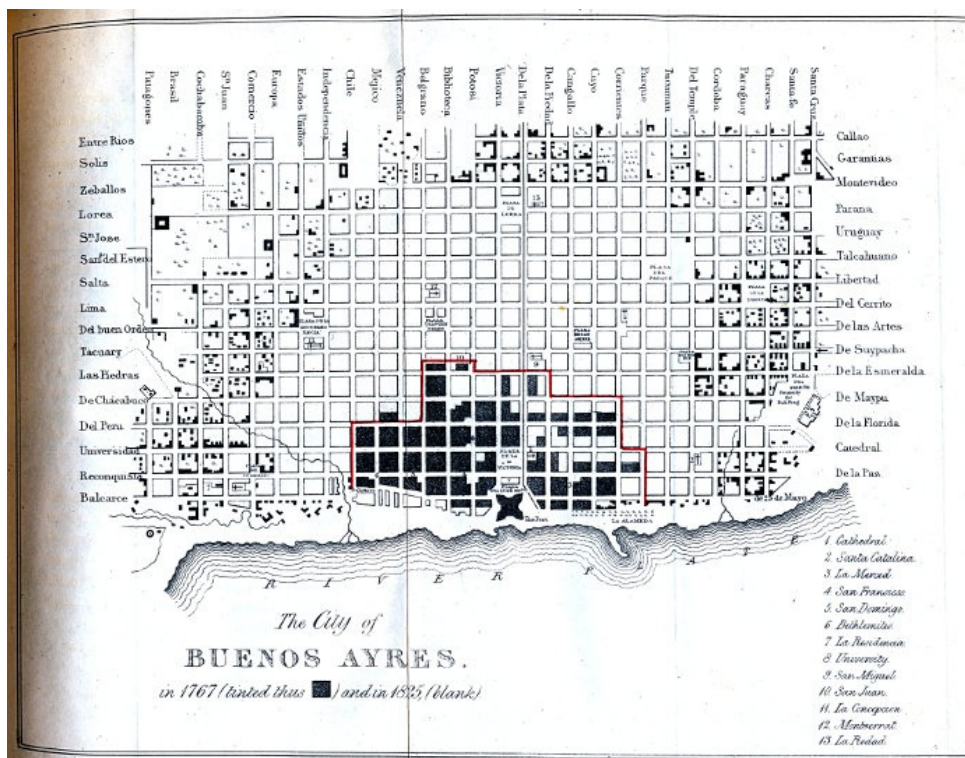 Patagones
Brasil
Cochabamba
Sn Juan
Comercio
Europa
Estados Unidos
Independencia
Chile
Mejico
Venezuela
Belgrano
Biblioteca
Potosi
Victoria
De la Plata
De la Piedad
Cangallo
Cuyo
Corrientes
Parque
Tucuman
Del Temple
Cordoba
Paraguay
Charcas
Santa fe
Santa Cruz
Entre Rios
Solis
Zeballos
Lorea
Sn Jose
Sant. del Estero
Salta
Lima
Del buen Orden
Tacuary
Las Piedras
De Chacabuco
Del Peru
Universidad
Reconquista
Balcarce
Callao
Garantias
Montevideo
Parana
Uruguay
Talcahuano
Libertad
Del Cerrito
De las Artes
De Suypacha
De la Esmeralda
De Maypu
De la Florida
Catedral
De la Paz
de 25 de Mayo
PLAZA DE LOREA
PLAZA DEL PARQUE
PLAZA DE LA VICTORIA
LA ALAMEDA
RIVER PLATE
The City of
BUENOS AYRES.
in 1767 (tinted thus ) and in 1825, (blank)
1. Cathedral
2. Santa Catalina
3. La Merced
4. San Francisco
5. San Domingo
6. Bethlemites
7. La Residencia
8. University
9. San Miguel
10. San Juan
11. La Concepcion
12. Montserrat
13. La Piedad